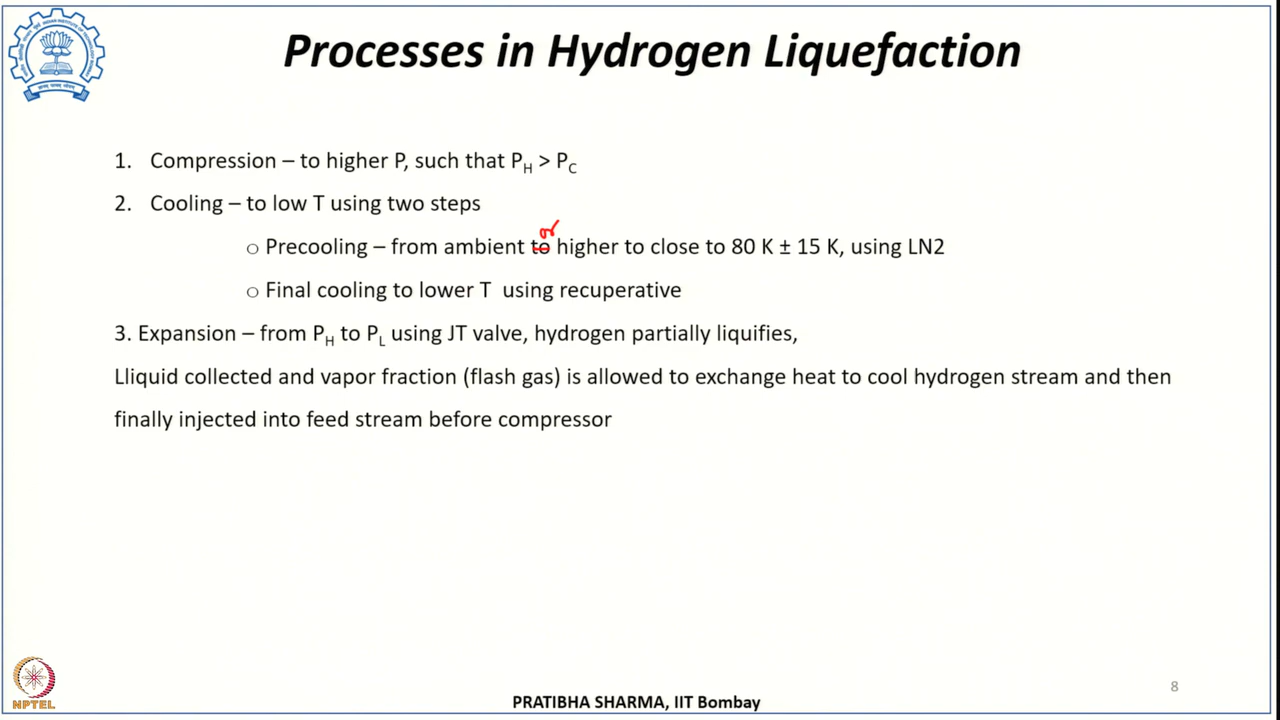 Processes in Hydrogen Liquefaction
1. Compression – to higher P, such that PH > PC
2. Cooling – to low T using two steps
or
○ Precooling – from ambient to higher to close to 80 K ± 15 K, using LN2
○ Final cooling to lower T using recuperative
3. Expansion – from PH to PL using JT valve, hydrogen partially liquifies,
Lliquid collected and vapor fraction (flash gas) is allowed to exchange heat to cool hydrogen stream and then
finally injected into feed stream before compressor
NPTEL
PRATIBHA SHARMA, IIT Bombay
8